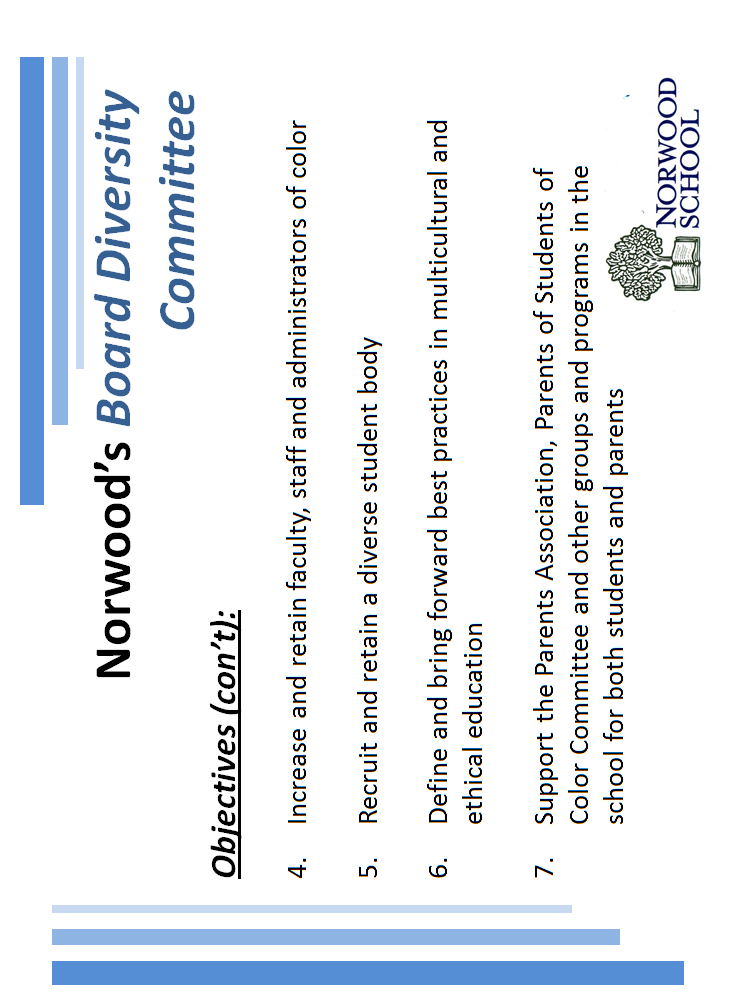 Norwood's Board Diversity
Committee
Objectives (con't):
4. Increase and retain faculty, staff and administrators of color
5. Recruit and retain a diverse student body
6. Define and bring forward best practices in multicultural and
ethical education
7. Support the Parents Association, Parents of Students of
Color Committee and other groups and programs in the
school for both students and parents
NORWOOD
SCHOOL